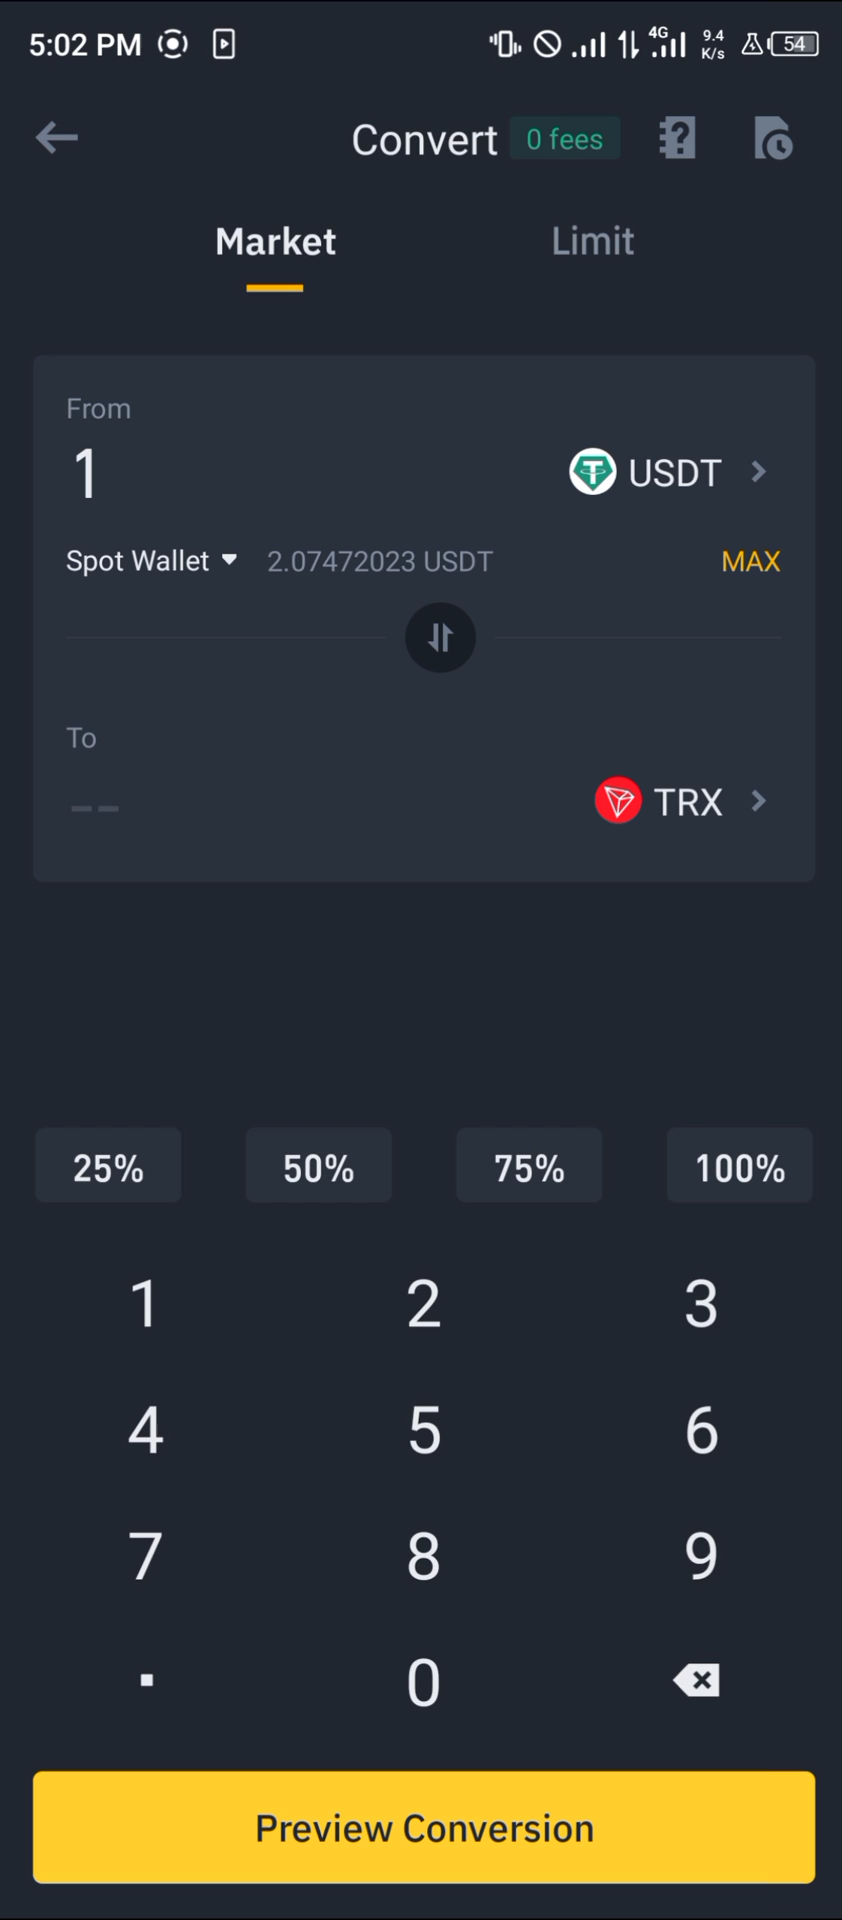 5:02 PM 4G 9.4 K/s 54
Convert 0 fees
Market Limit
From
1 USDT
Spot Wallet 2.07472023 USDT MAX
To
-- TRX
25% 50% 75% 100%
1 2 3
4 5 6
7 8 9
. 0
Preview Conversion